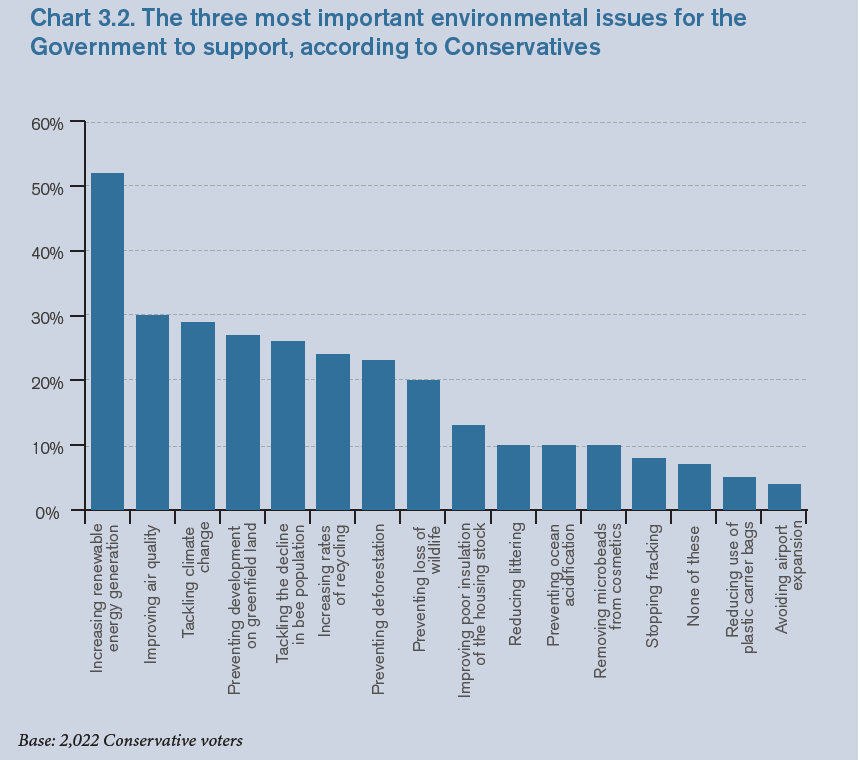 Chart 3.2. The three most important environmental issues for the
Government to support, according to Conservatives
60%
50%
40%
30%
20%
10%
0%
Increasing renewable
energy generation
Improving air quality
Tackling climate
change
Preventing development
on greenfield land
Tackling the decline
in bee population
Increasing rates
of recycling
Preventing deforestation
Preventing loss of
wildlife
Improving poor insulation
of the housing stock
Reducing littering
Preventing ocean
acidification
Removing microbeads
from cosmetics
Stopping fracking
None of these
Reducing use of
plastic carrier bags
Avoiding airport
expansion
Base: 2,022 Conservative voters